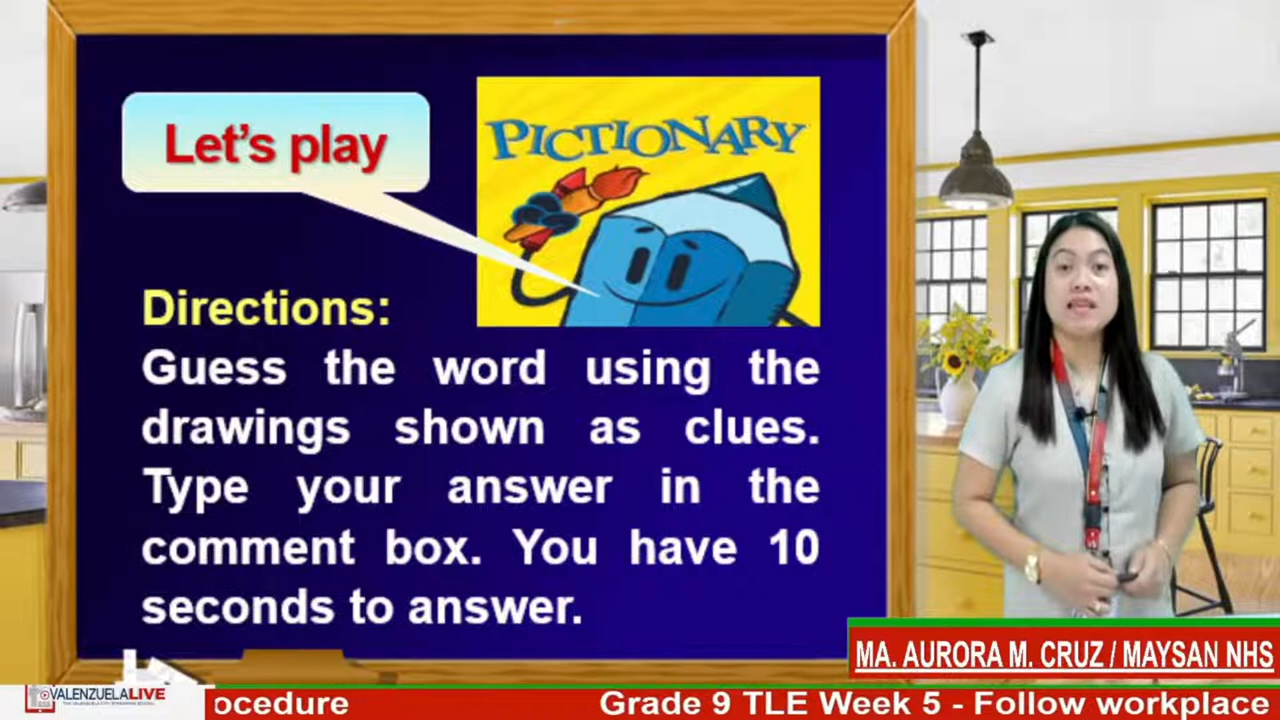 Let's play
PICTIONARY
Directions:
Guess the word using the
drawings shown as clues.
Type your answer in the
comment box. You have 10
seconds to answer.
MA. AURORA M. CRUZ / MAYSAN NHS
VALENZUELALIVE
ocedure
Grade 9 TLE Week 5 - Follow workplace